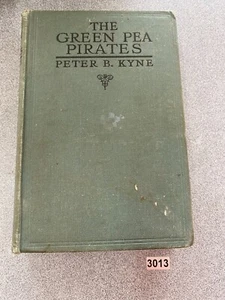 THE
GREEN PEA
PIRATES
PETER B. KYNE
3013